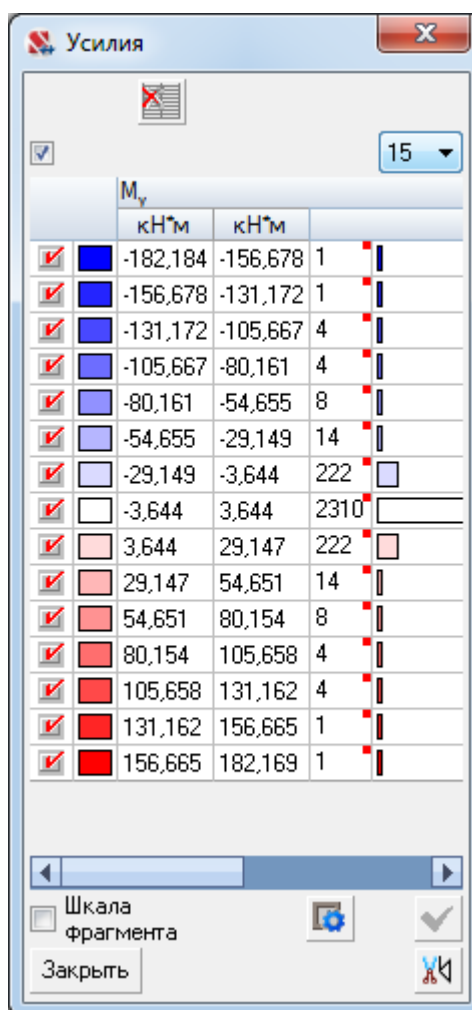 Усилия
15
My
кН*м кН*м
-182,184 -156,678 1
-156,678 -131,172 1
-131,172 -105,667 4
-105,667 -80,161 4
-80,161 -54,655 8
-54,655 -29,149 14
-29,149 -3,644 222
-3,644 3,644 2310
3,644 29,147 222
29,147 54,651 14
54,651 80,154 8
80,154 105,658 4
105,658 131,162 4
131,162 156,665 1
156,665 182,169 1
Шкала
фрагмента
Закрыть